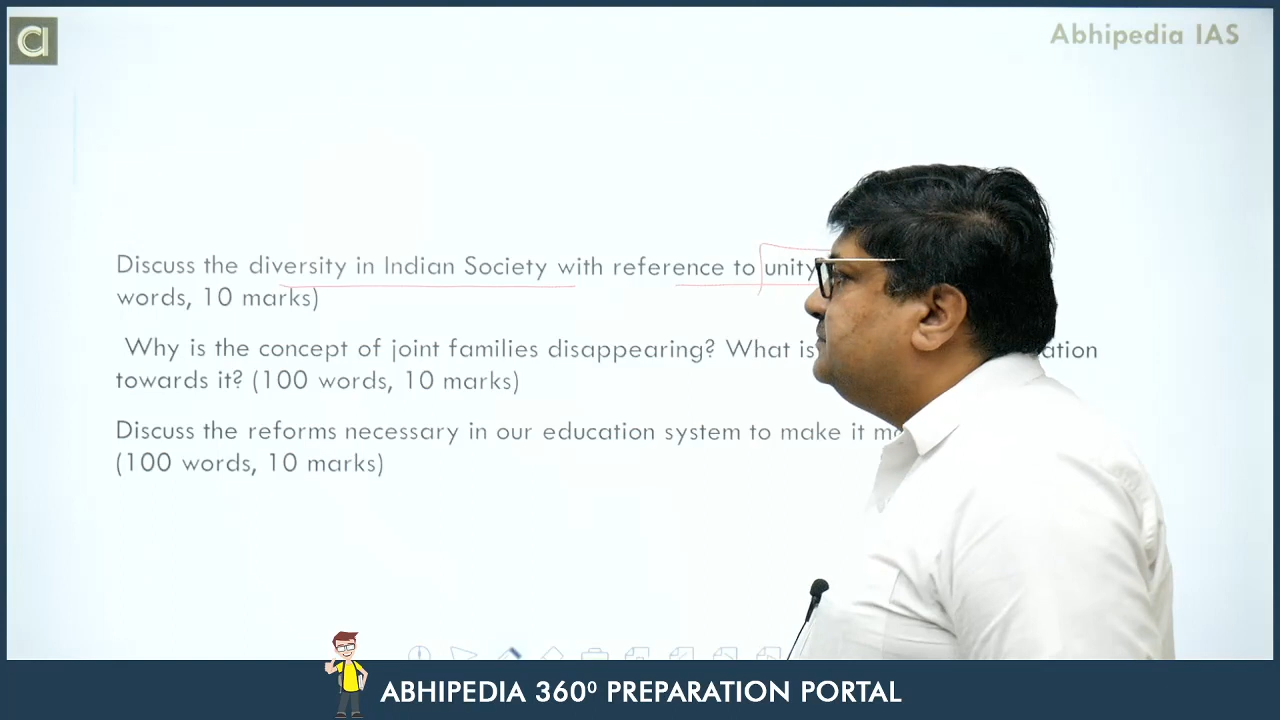 Abhipedia IAS
Discuss the diversity in Indian Society with reference to unity
words, 10 marks)
Why is the concept of joint families disappearing? What is
towards it? (100 words, 10 marks)
Discuss the reforms necessary in our education system to make it
(100 words, 10 marks)
ABHIPEDIA 360⁰ PREPARATION PORTAL